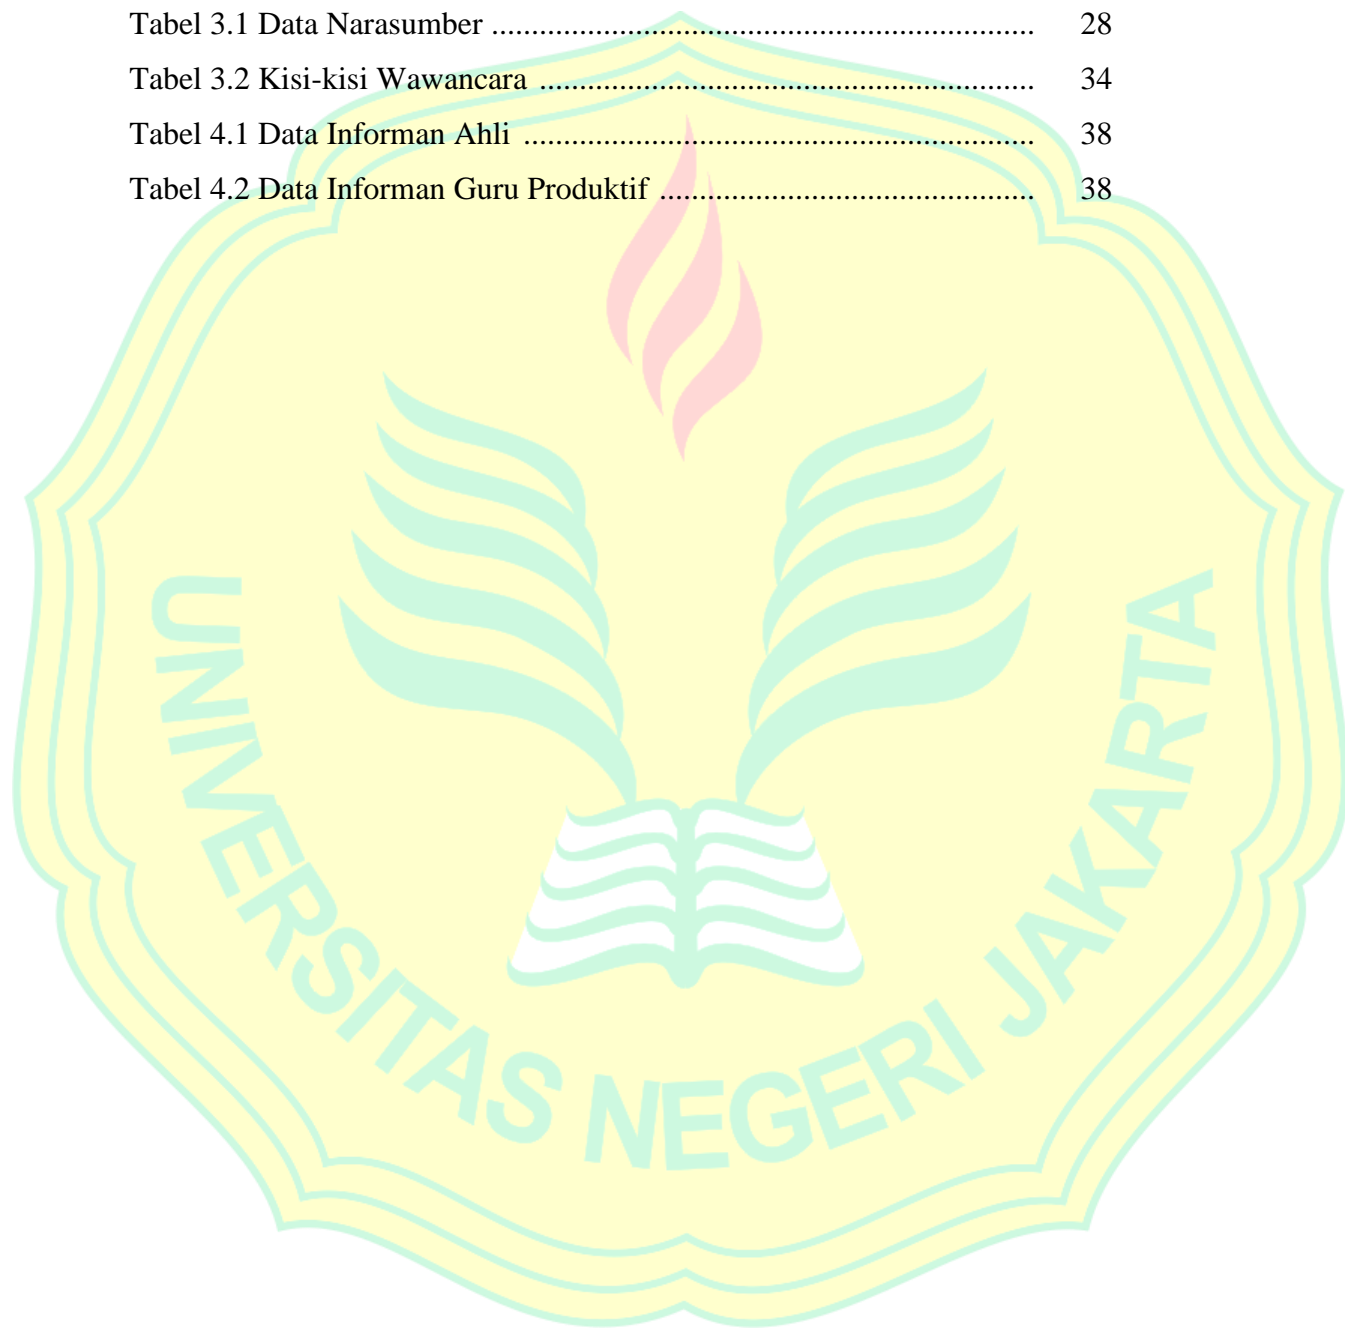 Tabel 3.1 Data Narasumber .................................................................... 28
Tabel 3.2 Kisi-kisi Wawancara .............................................................. 34
Tabel 4.1 Data Informan Ahli ................................................................ 38
Tabel 4.2 Data Informan Guru Produktif ............................................... 38
UNIVERSITAS NEGERI JAKARTA